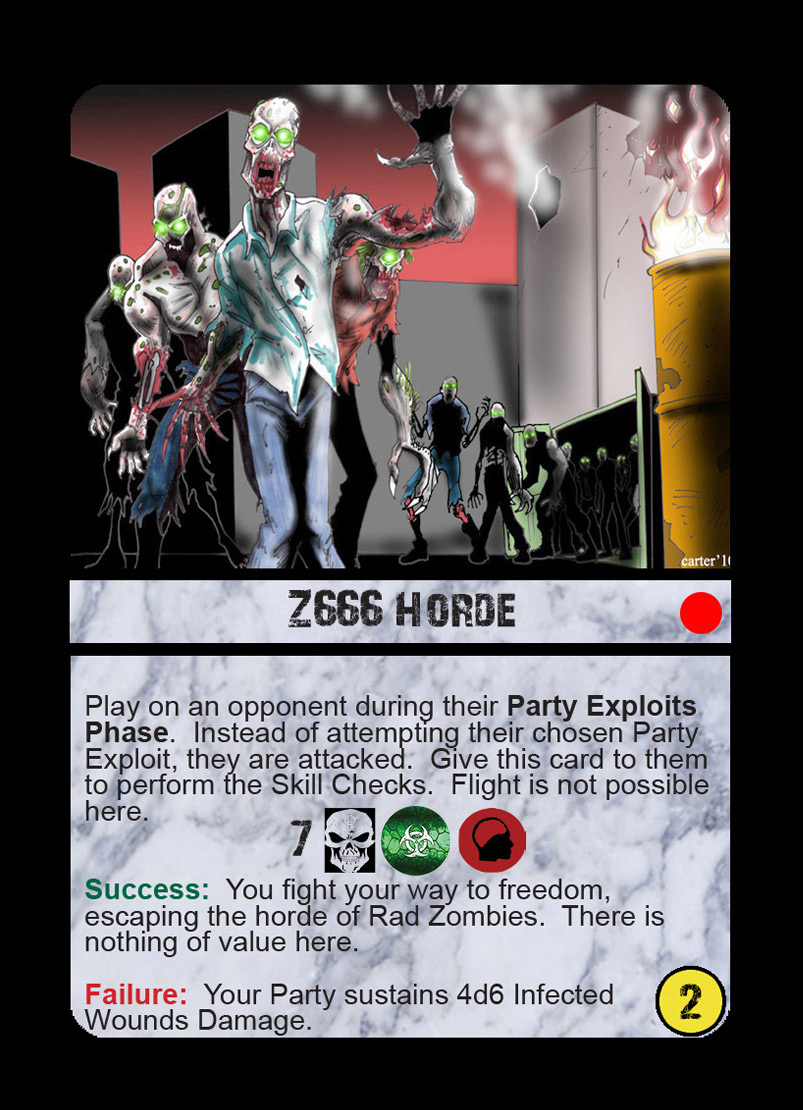 carter'10
Z666 HORDE
Play on an opponent during their Party Exploits
Phase. Instead of attempting their chosen Party
Exploit, they are attacked. Give this card to them
to perform the Skill Checks. Flight is not possible
here.
7
Success: You fight your way to freedom,
escaping the horde of Rad Zombies. There is
nothing of value here.
Failure: Your Party sustains 4d6 Infected
Wounds Damage.
2